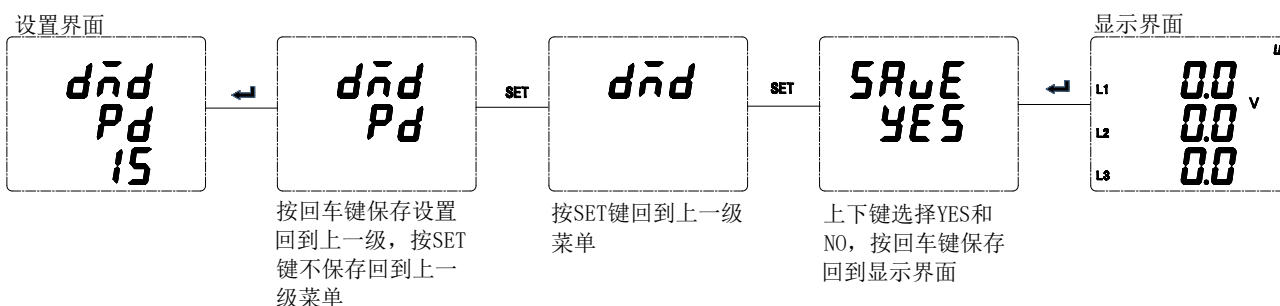 设置界面
dñd
Pd
15
dñd
Pd
SET
dñd
SET
SAvE
YES
显示界面
L1 0.0
V
L2 0.0
L3 0.0
按回车键保存设置
回到上一级，按SET
键不保存回到上一
级菜单
按SET键回到上一级
菜单
上下键选择YES和
NO，按回车键保存
回到显示界面